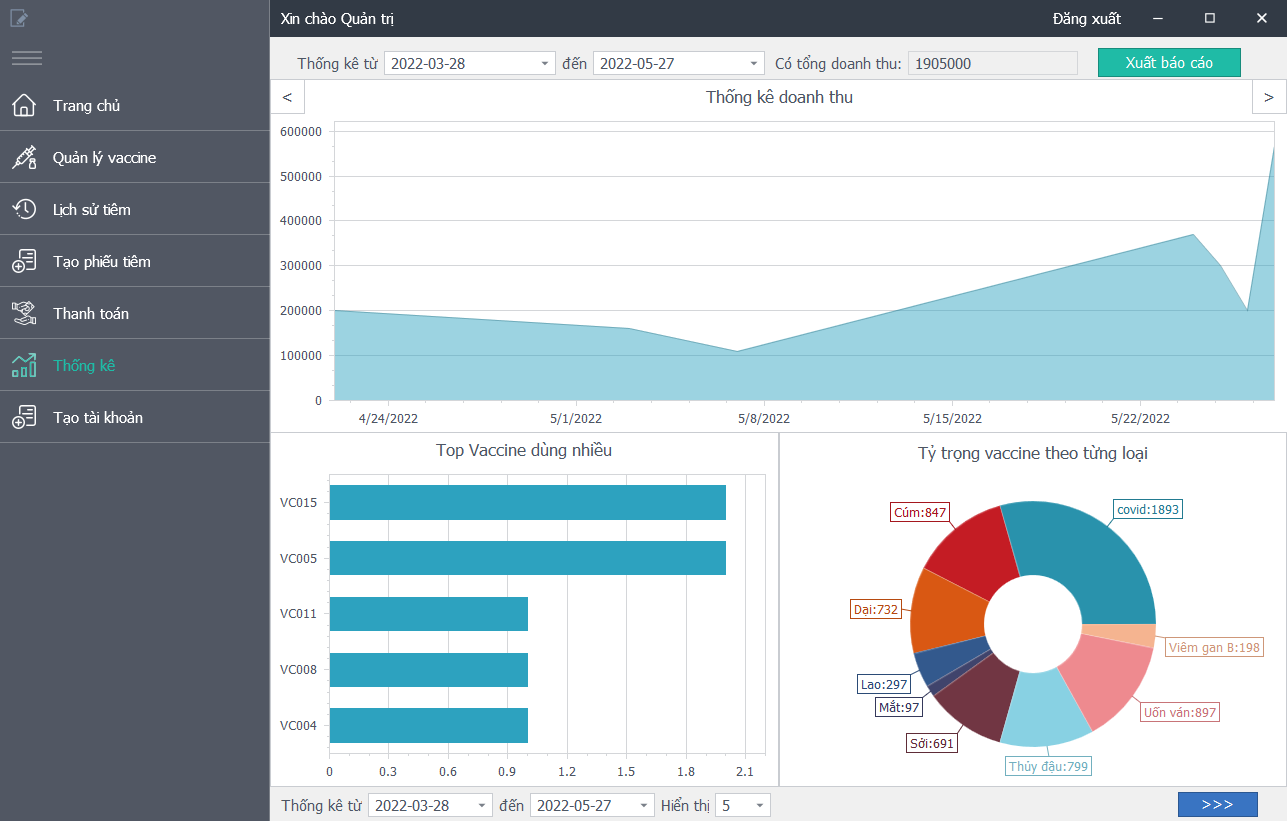 Xin chào Quản trị
Đăng xuất
Trang chủ
Quản lý vaccine
Lịch sử tiêm
Tạo phiếu tiêm
Thanh toán
Thống kê
Tạo tài khoản
Thống kê từ 2022-03-28 đến 2022-05-27 Có tổng doanh thu: 1905000 Xuất báo cáo
< Thống kê doanh thu >
600000
500000
400000
300000
200000
100000
0
4/24/2022 5/1/2022 5/8/2022 5/15/2022 5/22/2022
Top Vaccine dùng nhiều
VC015
VC005
VC011
VC008
VC004
0 0.3 0.6 0.9 1.2 1.5 1.8 2.1
Tỷ trọng vaccine theo từng loại
covid:1893
Cúm:847
Dại:732
Viêm gan B:198
Lao:297
Mắt:97
Uốn ván:897
Sởi:691
Thủy đậu:799
Thống kê từ 2022-03-28 đến 2022-05-27 Hiển thị 5 >>>